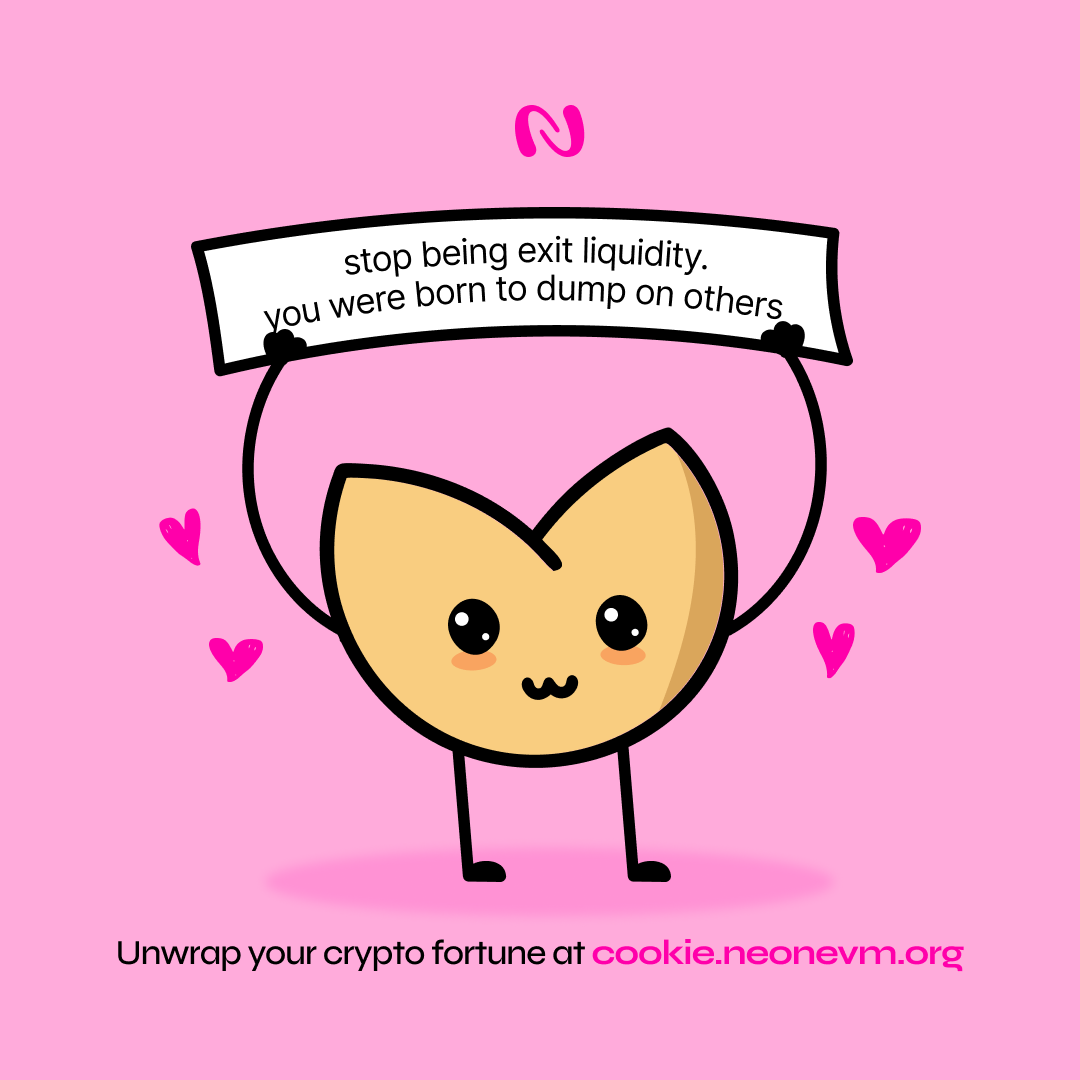 stop being exit liquidity.
you were born to dump on others
Unwrap your crypto fortune at cookie.neonevm.org